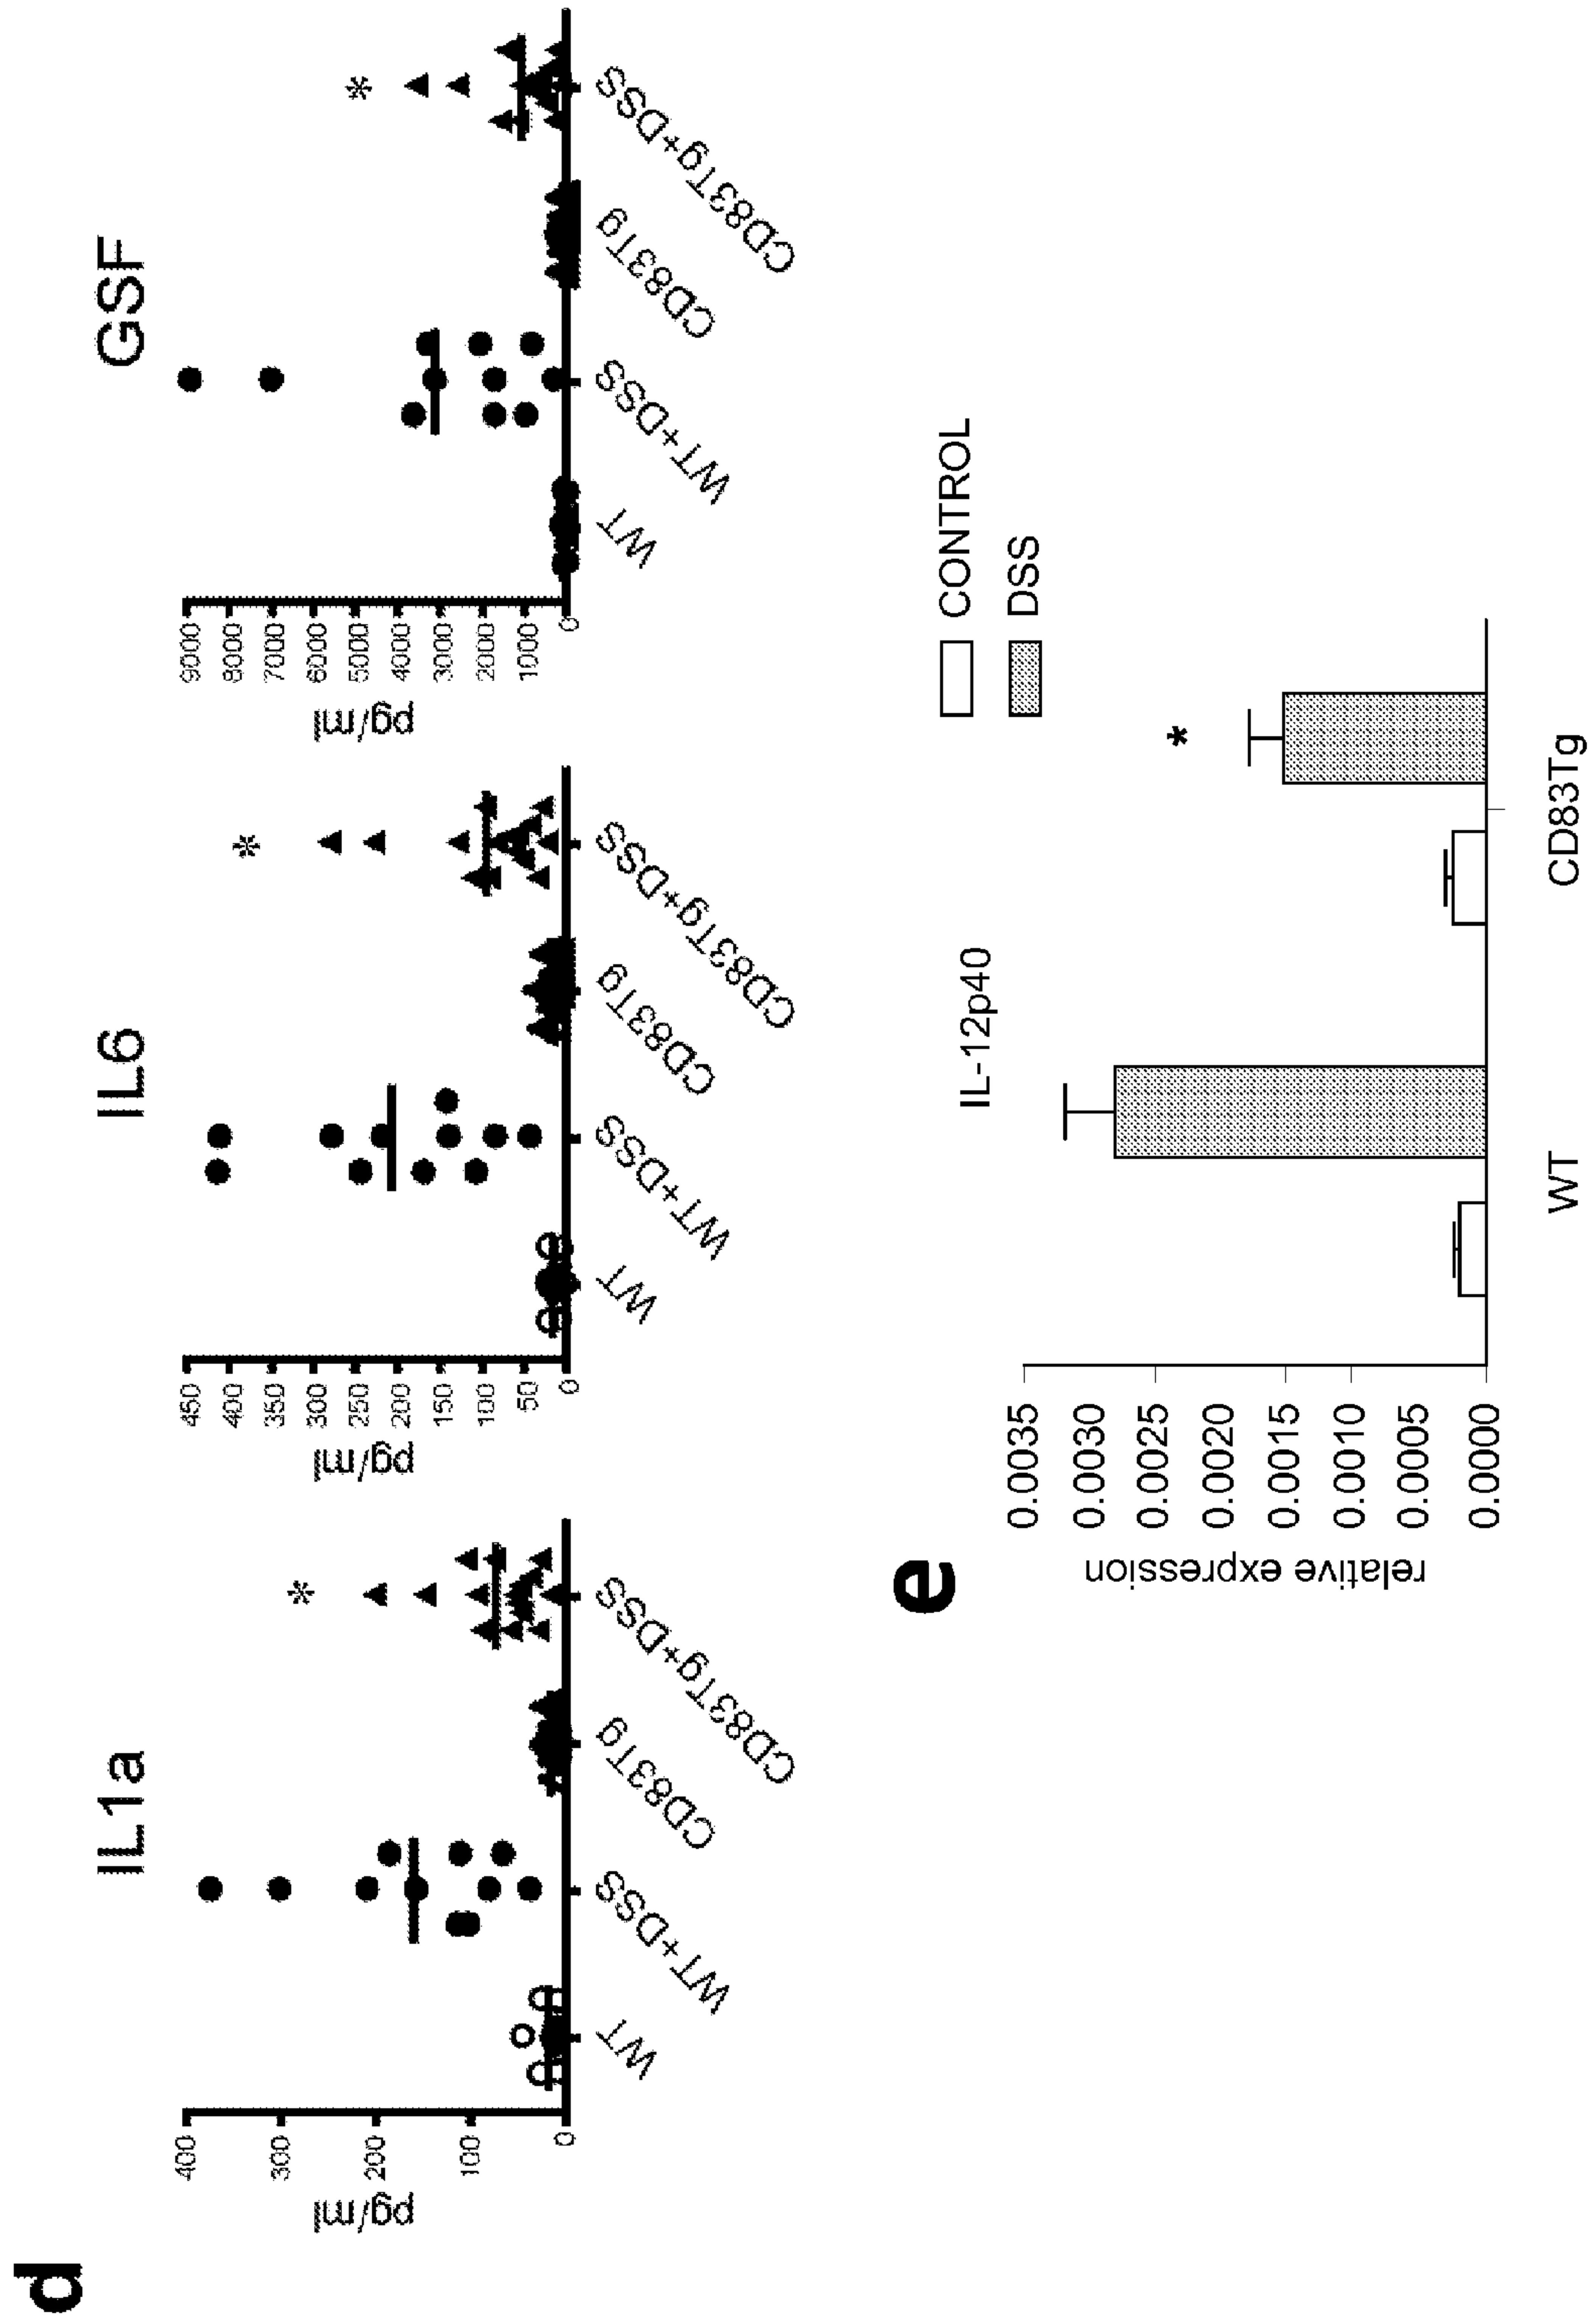 d
IL1a
pg/ml
400
300
200
100
0
WT
WT+DSS
CD83Tg
CD83Tg+DSS
*
IL6
pg/ml
450
400
350
300
250
200
150
100
50
0
WT
WT+DSS
CD83Tg
CD83Tg+DSS
*
GSF
pg/ml
9000
8000
7000
6000
5000
4000
3000
2000
1000
0
WT
WT+DSS
CD83Tg
CD83Tg+DSS
*
e
IL-12p40
CONTROL
DSS
relative expression
0.0035
0.0030
0.0025
0.0020
0.0015
0.0010
0.0005
0.0000
*
WT
CD83Tg